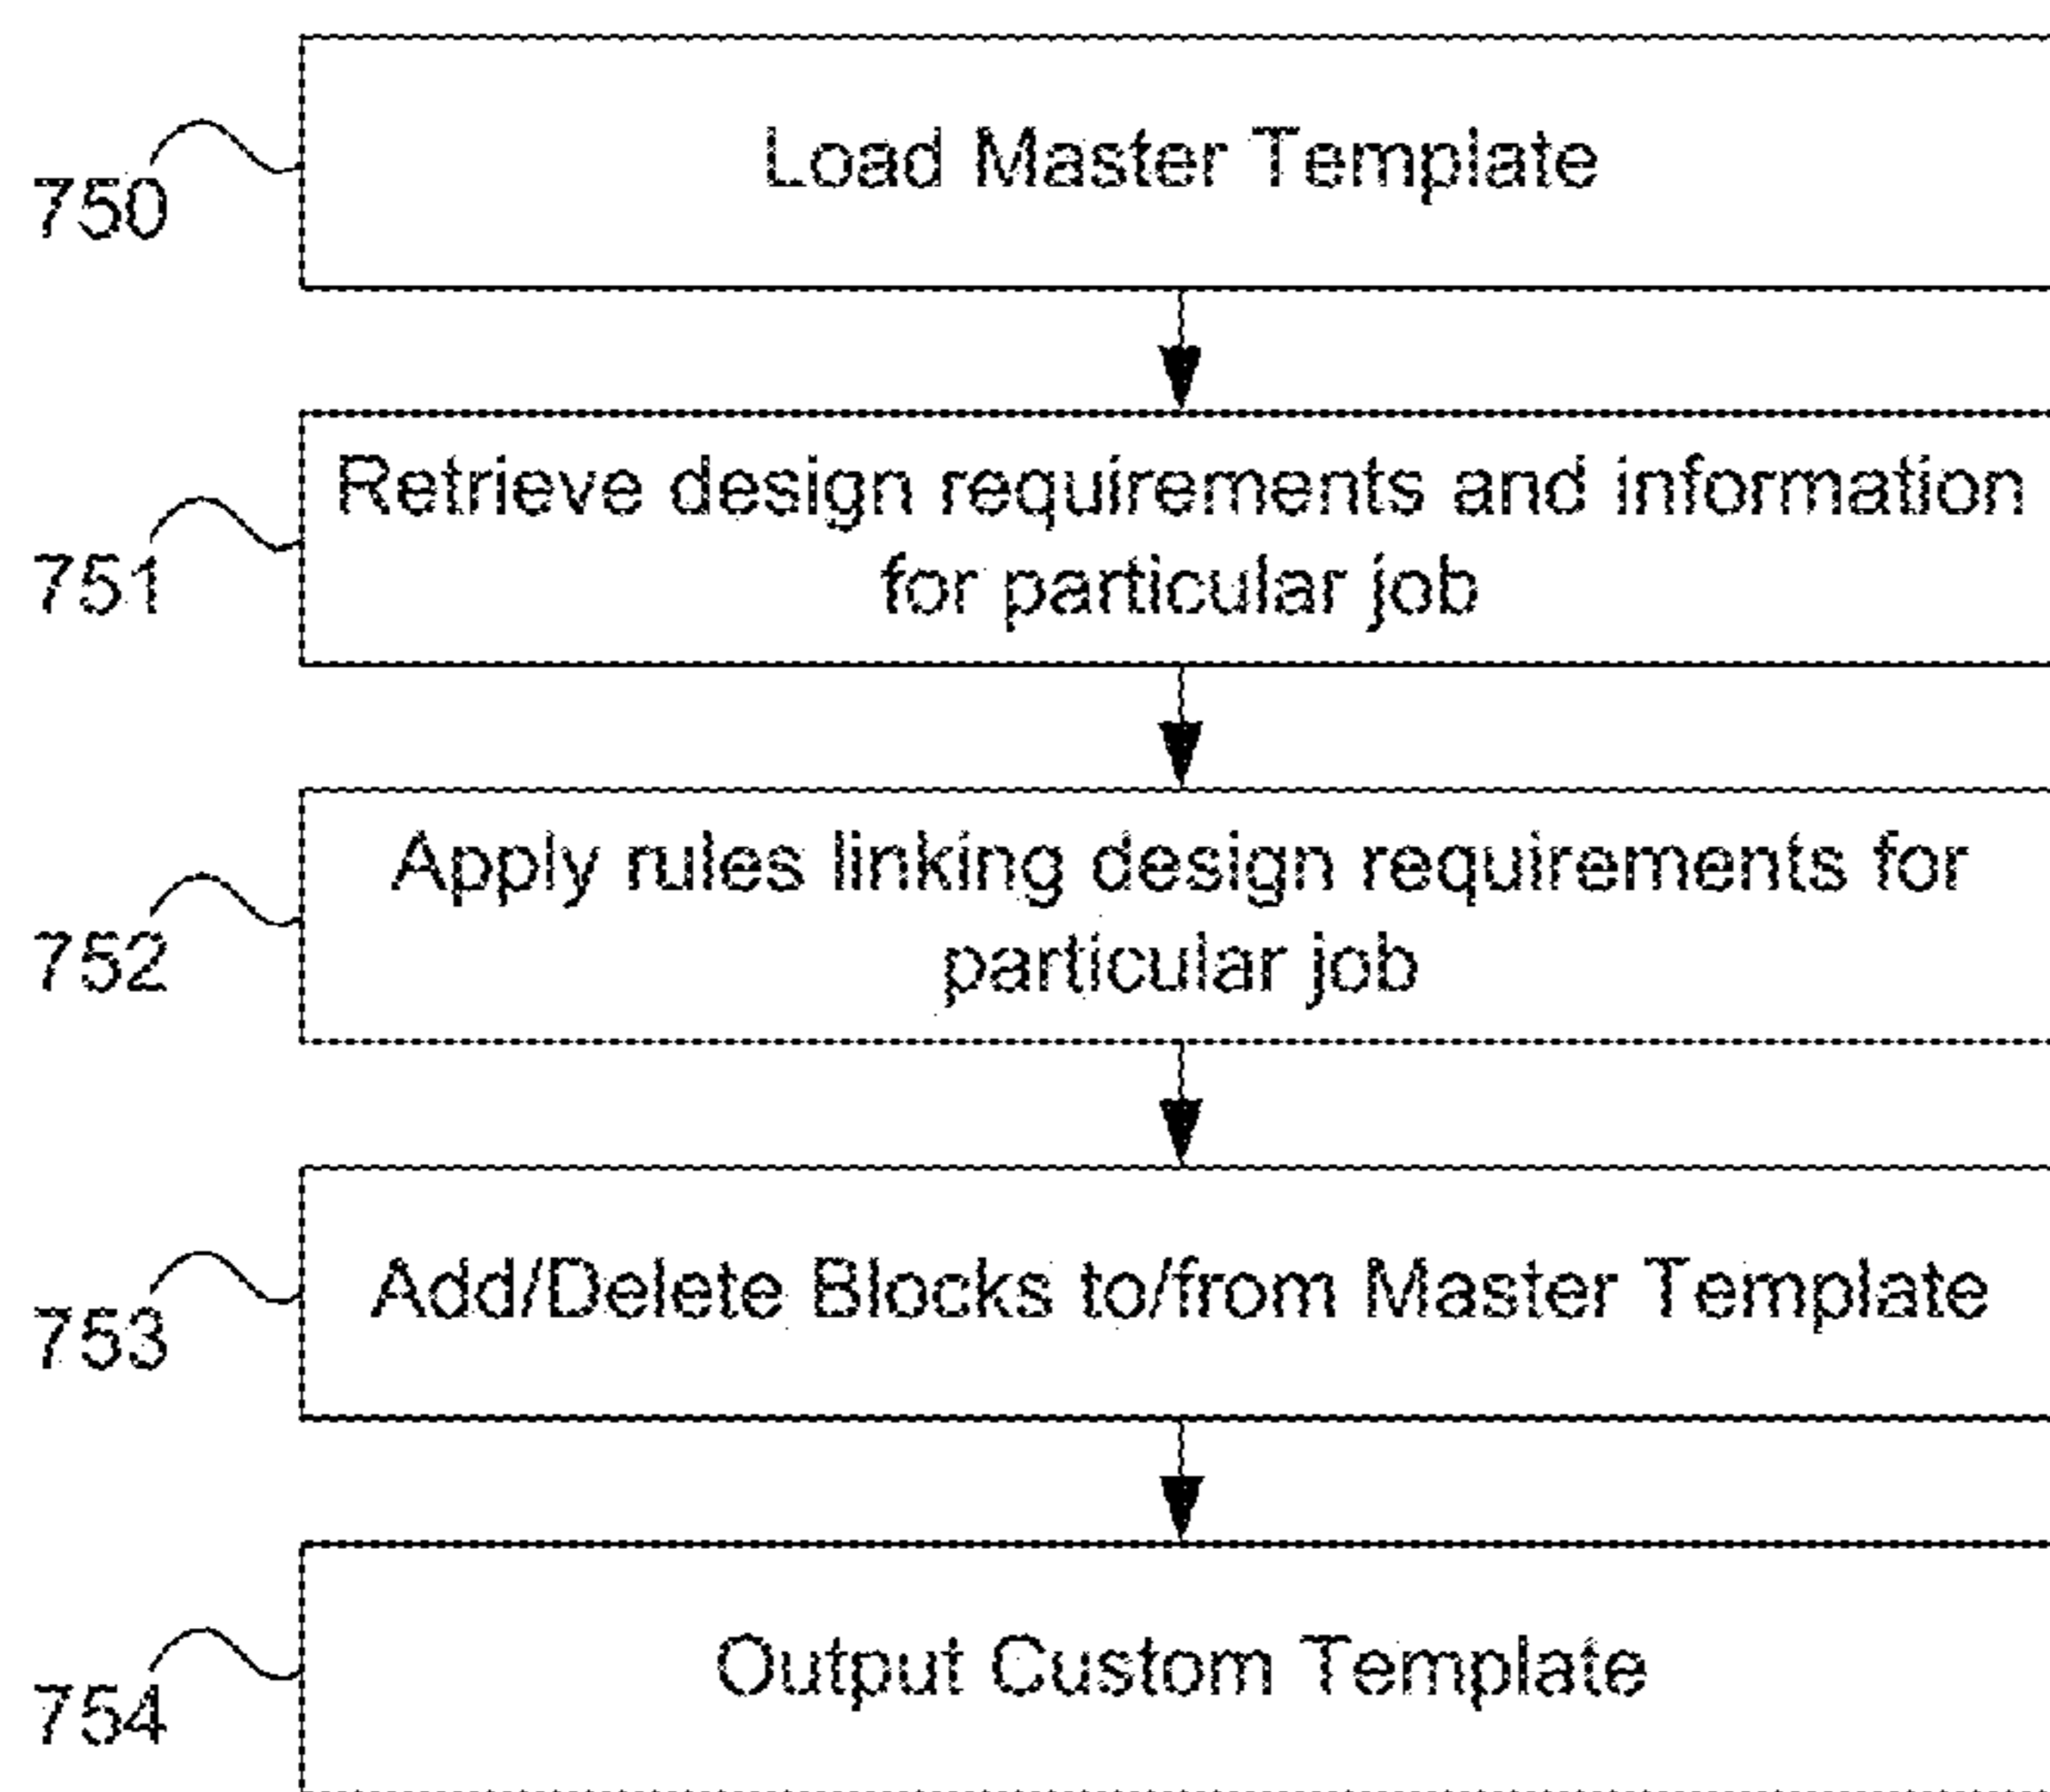 Load Master Template
750
Retrieve design requirements and information
for particular job
751
Apply rules linking design requirements for
particular job
752
Add/Delete Blocks to/from Master Template
753
Output Custom Template
754